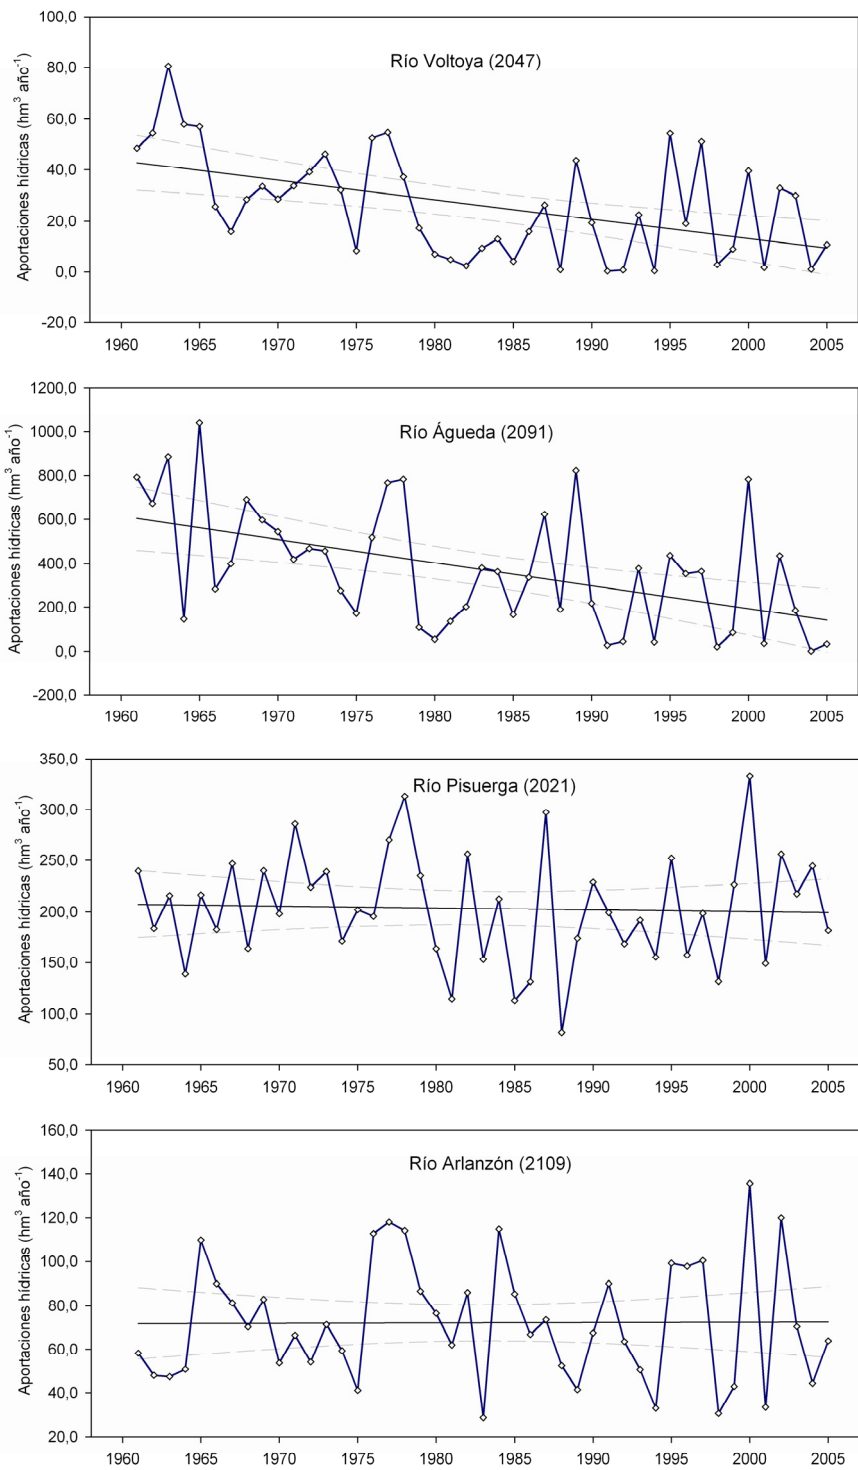 100,0
Río Voltoya (2047)
80,0
60,0
40,0
20,0
0,0
-20,0
Aportaciones hídricas (hm³ año⁻¹)
1960 1965 1970 1975 1980 1985 1990 1995 2000 2005
1200,0
Río Águeda (2091)
1000,0
800,0
600,0
400,0
200,0
0,0
-200,0
Aportaciones hídricas (hm³ año⁻¹)
1960 1965 1970 1975 1980 1985 1990 1995 2000 2005
350,0
Río Pisuerga (2021)
300,0
250,0
200,0
150,0
100,0
50,0
Aportaciones hídricas (hm³ año⁻¹)
1960 1965 1970 1975 1980 1985 1990 1995 2000 2005
160,0
Río Arlanzón (2109)
140,0
120,0
100,0
80,0
60,0
40,0
20,0
Aportaciones hídricas (hm³ año⁻¹)
1960 1965 1970 1975 1980 1985 1990 1995 2000 2005